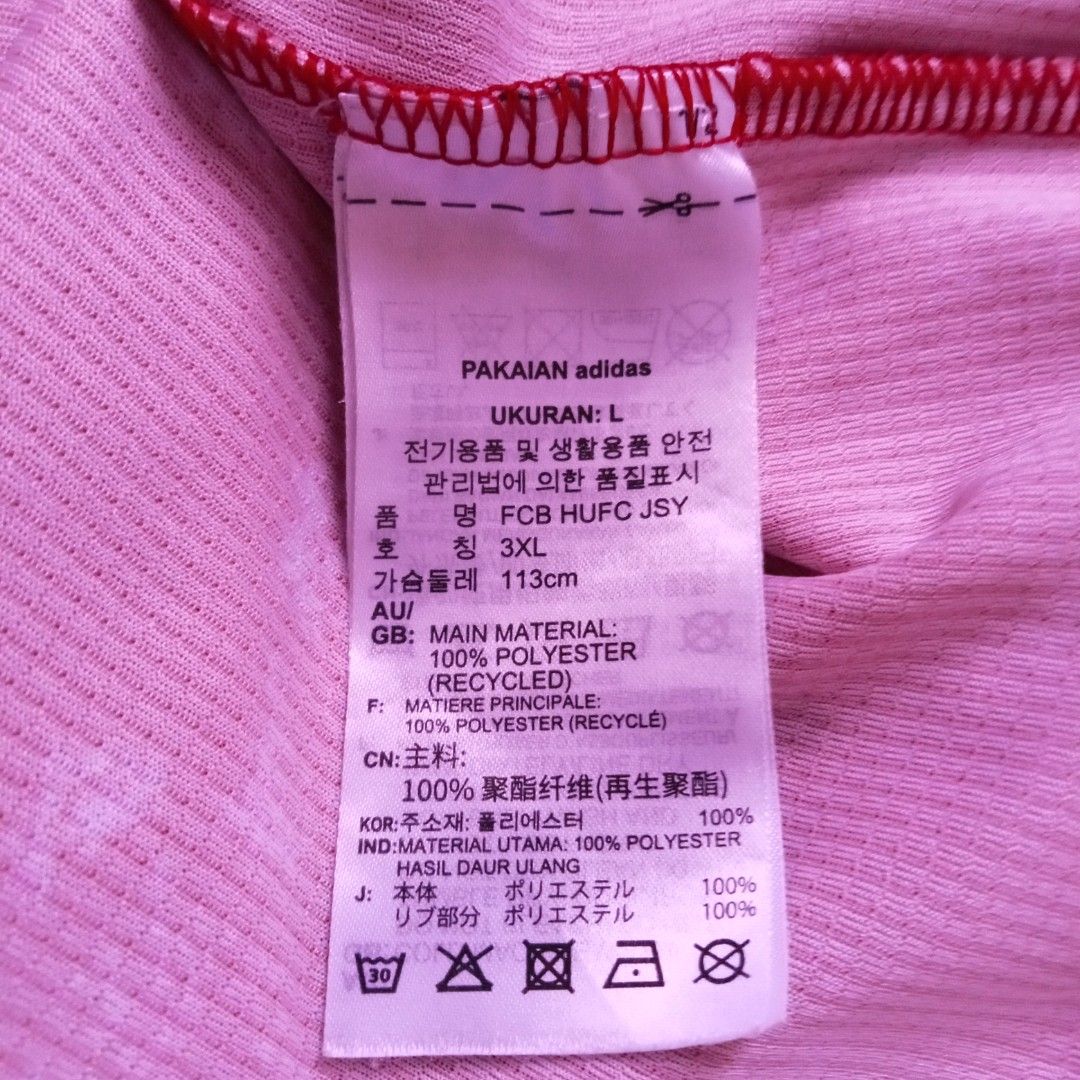 PAKAIAN adidas
UKURAN: L
전기용품 및 생활용품 안전
관리법에 의한 품질표시
품 명 FCB HUFC JSY
호 칭 3XL
가슴둘레 113cm
AU/
GB: MAIN MATERIAL:
100% POLYESTER
(RECYCLED)
F: MATIERE PRINCIPALE:
100% POLYESTER (RECYCLÉ)
CN:主料:
100% 聚酯纤维(再生聚酯)
KOR:주소재: 폴리에스터 100%
IND:MATERIAL UTAMA: 100% POLYESTER
HASIL DAUR ULANG
J: 本体 ポリエステル 100%
リブ部分 ポリエステル 100%
30